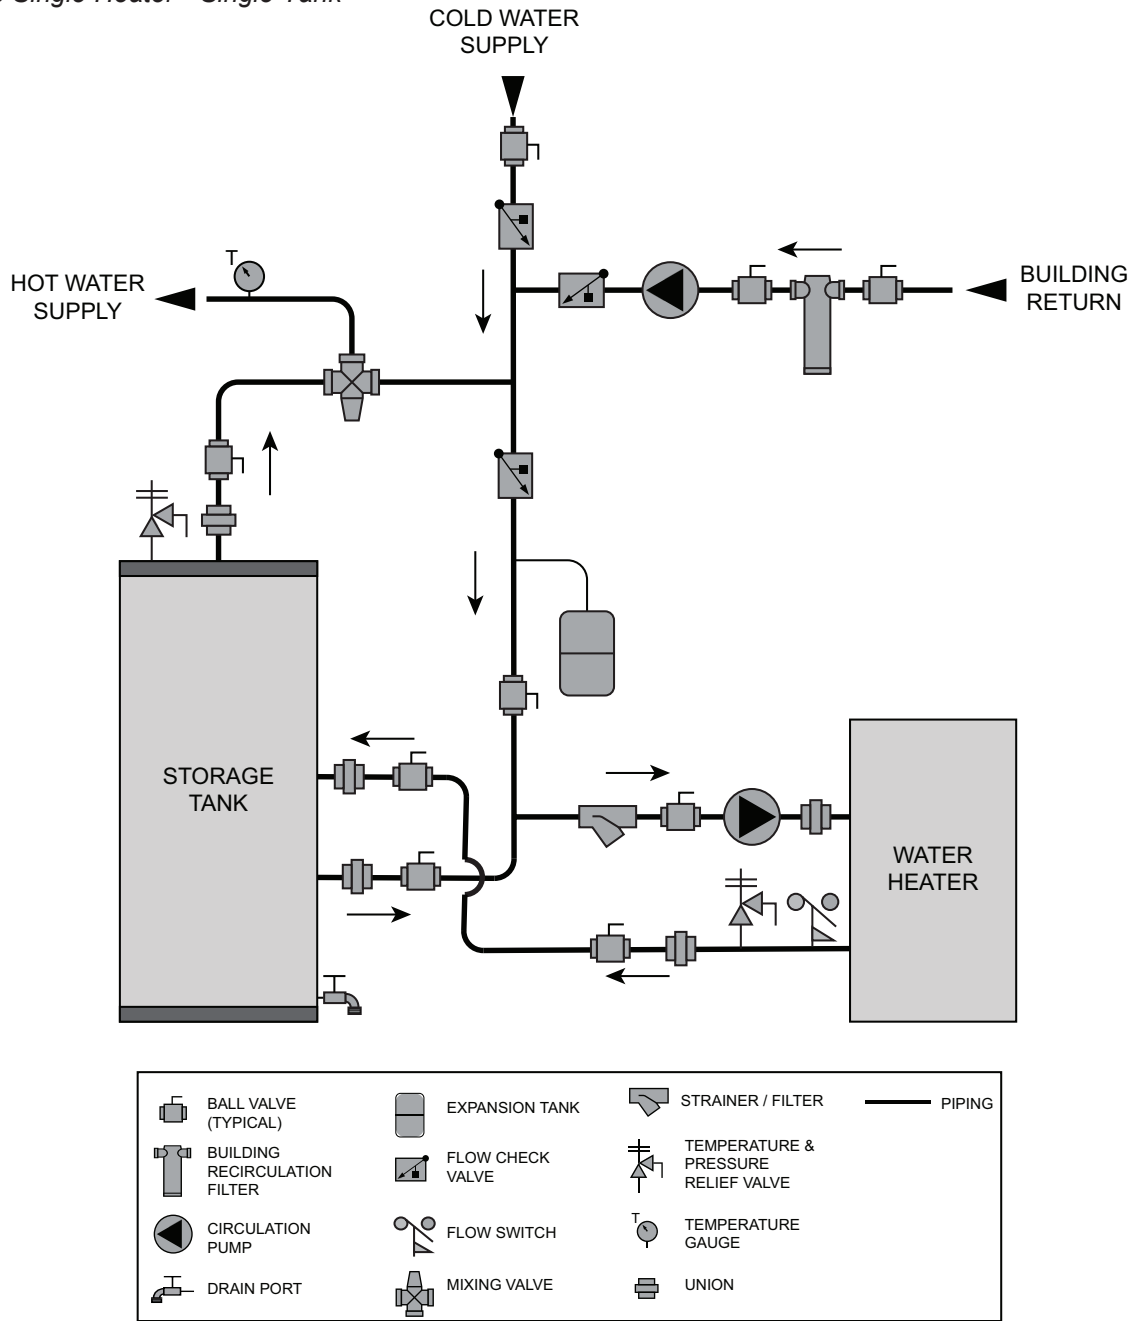 Single Heater - Single Tank
COLD WATER
SUPPLY
T
HOT WATER
SUPPLY
BUILDING
RETURN
STORAGE
TANK
WATER
HEATER
BALL VALVE
(TYPICAL)
BUILDING
RECIRCULATION
FILTER
CIRCULATION
PUMP
DRAIN PORT
EXPANSION TANK
FLOW CHECK
VALVE
FLOW SWITCH
MIXING VALVE
STRAINER / FILTER
TEMPERATURE &
PRESSURE
RELIEF VALVE
T
TEMPERATURE
GAUGE
UNION
PIPING